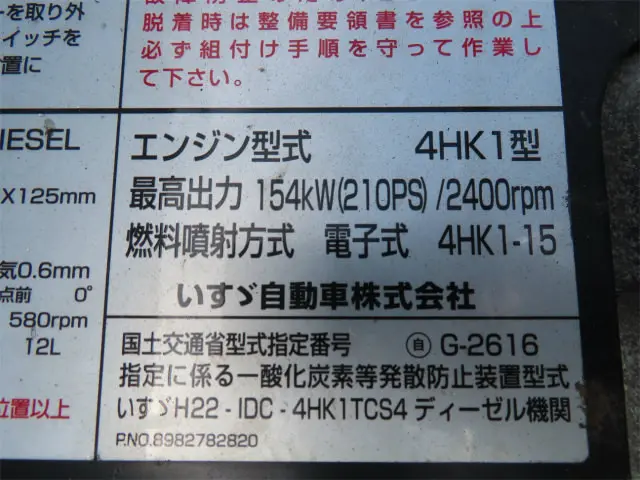 脱着時は整備要領書を参照の上
必ず組付け手順を守って作業し
て下さい。
ーを取り外
イッチを
位置に
IESEL
X125mm
気0.6mm
点前 0°
580rpm
12L
位置以上
エンジン型式 4HK1型
最高出力 154kW(210PS)/2400rpm
燃料噴射方式 電子式 4HK1-15
いすゞ自動車株式会社
国土交通省型式指定番号 自 G-2616
指定に係る一酸化炭素等発散防止装置型式
いすゞH22-IDC-4HK1TCS4 ディーゼル機関
P.NO.8982782820